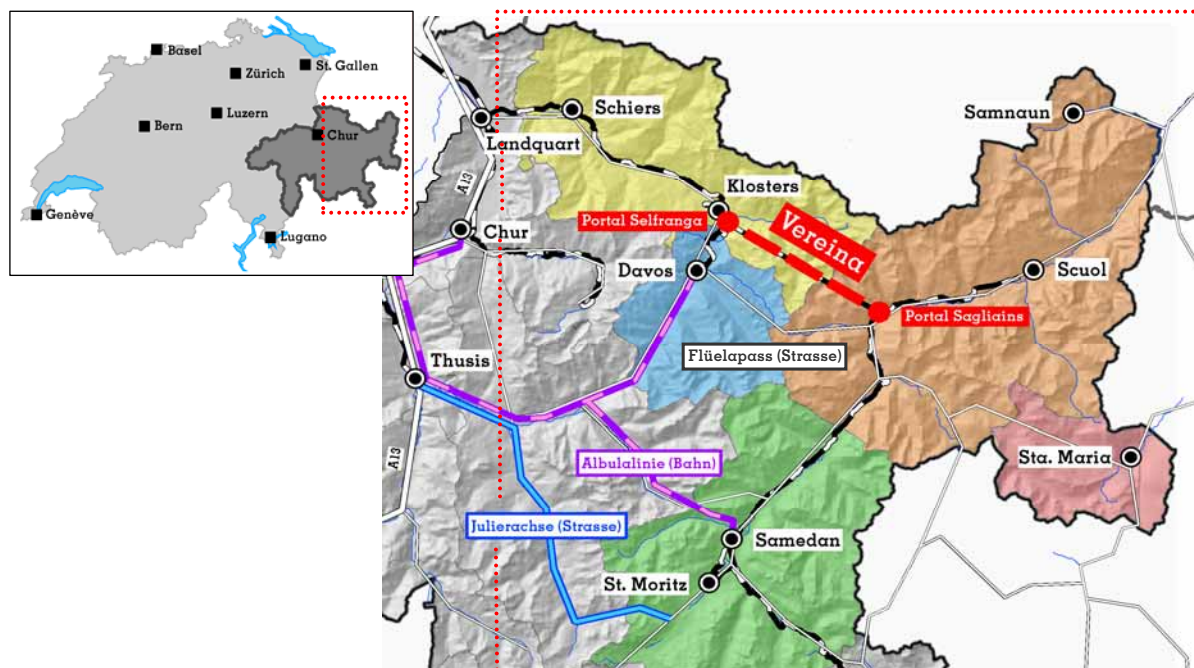 Basel
St. Gallen
Zürich
Luzern
Bern
Chur
Genève
Lugano
Schiers
Samnaun
Landquart
A13
Klosters
Portal Selfranga
Vereina
Chur
Davos
Scuol
Portal Sagliains
Flüelapass (Strasse)
Thusis
A13
Albulalinie (Bahn)
Sta. Maria
Julierachse (Strasse)
Samedan
St. Moritz